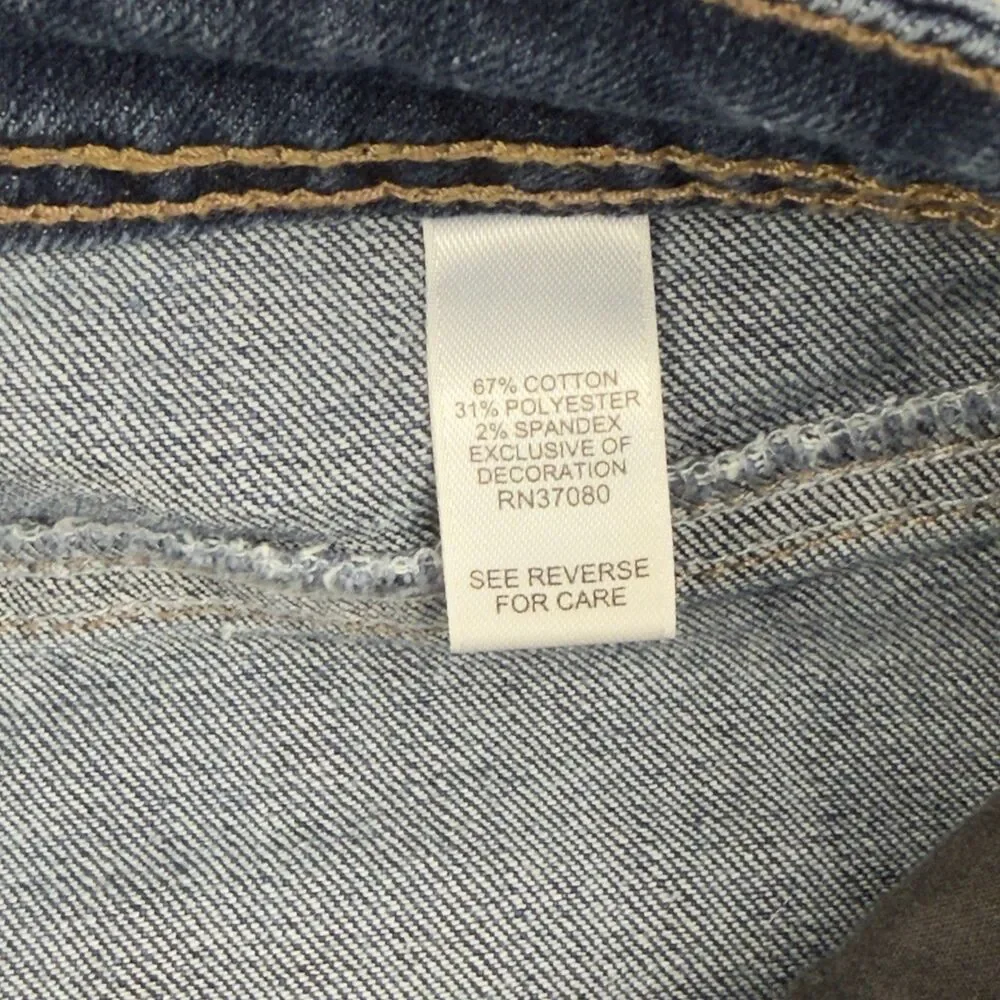 67% COTTON
31% POLYESTER
2% SPANDEX
EXCLUSIVE OF
DECORATION
RN37080
SEE REVERSE
FOR CARE